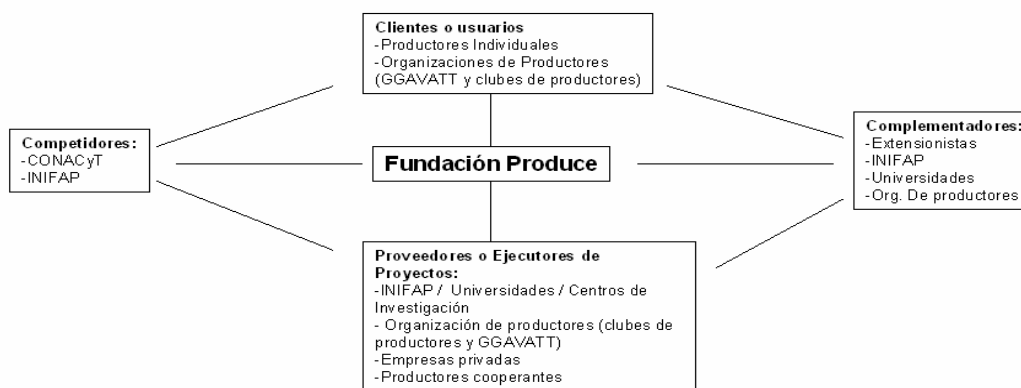 Clientes o usuarios
-Productores Individuales
-Organizaciones de Productores
(GGAVATT y clubes de productores)
Competidores:
-CONACyT
-INIFAP
Fundación Produce
Complementadores:
-Extensionistas
-INIFAP
-Universidades
-Org. De productores
Proveedores o Ejecutores de
Proyectos:
-INIFAP / Universidades / Centros de
Investigación
- Organización de productores (clubes de
productores y GGAVATT)
-Empresas privadas
-Productores cooperantes